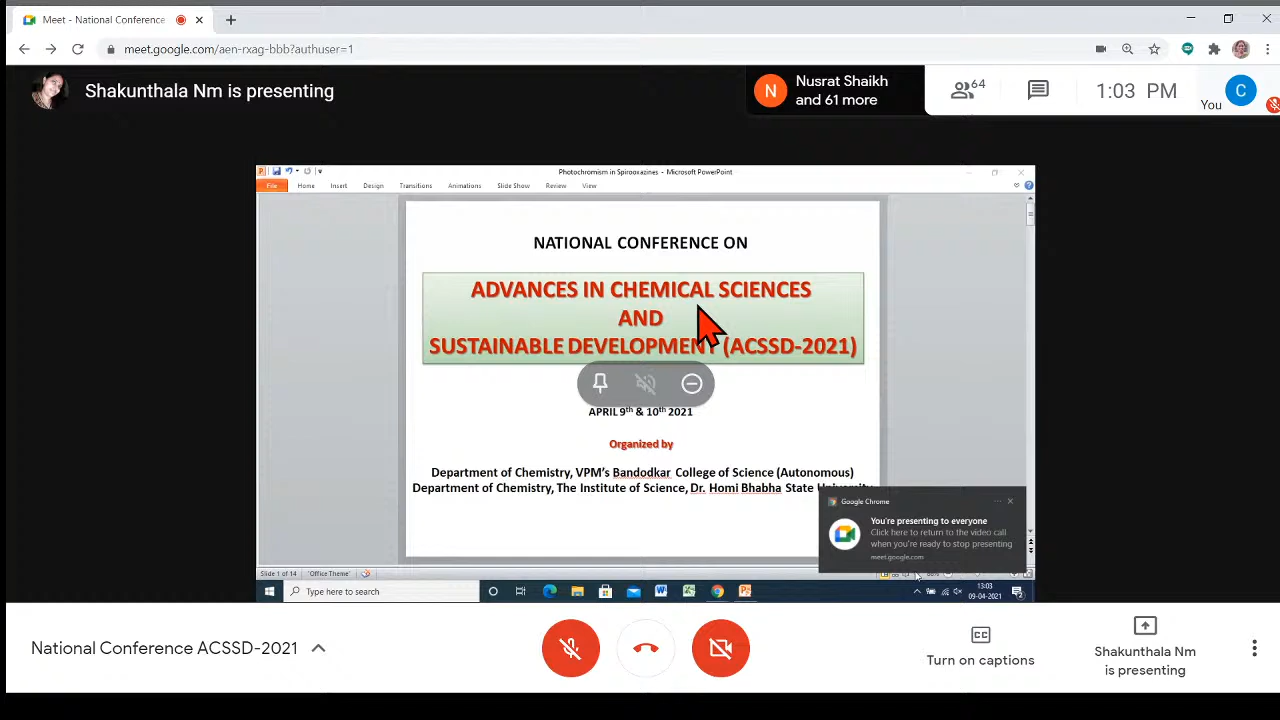 Meet - National Conference
meet.google.com/aen-rxag-bbb?authuser=1
Shakunthala Nm is presenting
N
Nusrat Shaikh
and 61 more
64
1:03 PM
You
C
Photochromism in Spirooxazines - Microsoft PowerPoint
File Home Insert Design Transitions Animations Slide Show Review View
NATIONAL CONFERENCE ON
ADVANCES IN CHEMICAL SCIENCES
AND
SUSTAINABLE DEVELOPMENT (ACSSD-2021)
APRIL 9th & 10th 2021
Organized by
Department of Chemistry, VPM's Bandodkar College of Science (Autonomous)
Department of Chemistry, The Institute of Science, Dr. Homi Bhabha State University
Google Chrome
You're presenting to everyone
Click here to return to the video call
when you're ready to stop presenting
meet.google.com
Slide 1 of 14 "Office Theme"
Type here to search
13:03
09-04-2021
National Conference ACSSD-2021
Turn on captions
Shakunthala Nm
is presenting